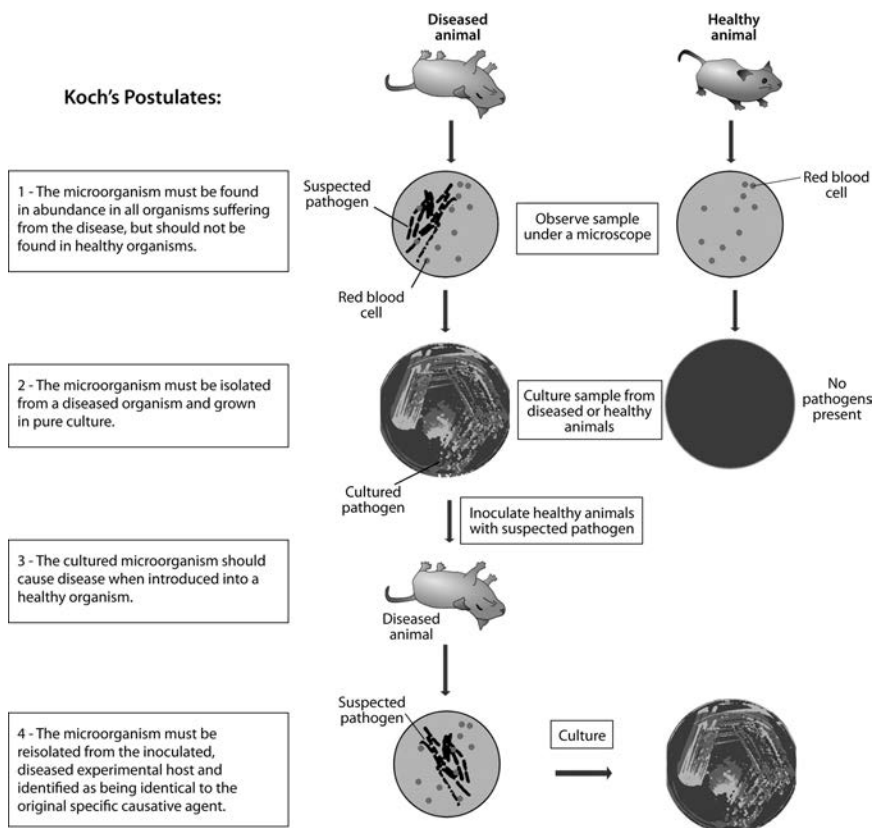 Diseased
animal
Healthy
animal
Koch's Postulates:
1 - The microorganism must be found
in abundance in all organisms suffering
from the disease, but should not be
found in healthy organisms.
Suspected
pathogen
Red blood
cell
Observe sample
under a microscope
Red blood
cell
2 - The microorganism must be isolated
from a diseased organism and grown
in pure culture.
Cultured
pathogen
Culture sample from
diseased or healthy
animals
No
pathogens
present
Inoculate healthy animals
with suspected pathogen
3 - The cultured microorganism should
cause disease when introduced into a
healthy organism.
Diseased
animal
4 - The microorganism must be
reisolated from the inoculated,
diseased experimental host and
identified as being identical to the
original specific causative agent.
Suspected
pathogen
Culture